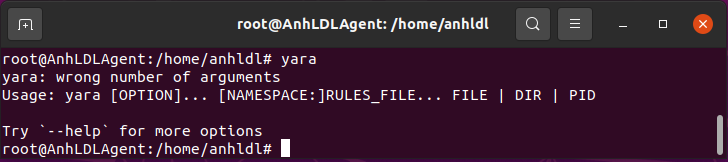 root@AnhLDLAgent: /home/anhldl
root@AnhLDLAgent:/home/anhldl# yara
yara: wrong number of arguments
Usage: yara [OPTION]... [NAMESPACE:]RULES_FILE... FILE | DIR | PID

Try `--help` for more options
root@AnhLDLAgent:/home/anhldl#